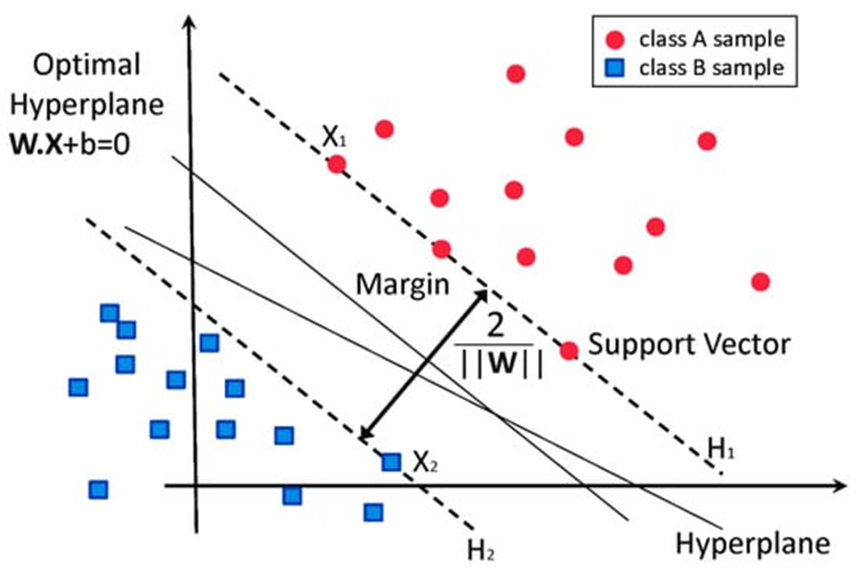 class A sample
class B sample
Optimal
Hyperplane
W.X+b=0
X₁
Margin
2
||W||
Support Vector
H₁
X₂
H₂
Hyperplane